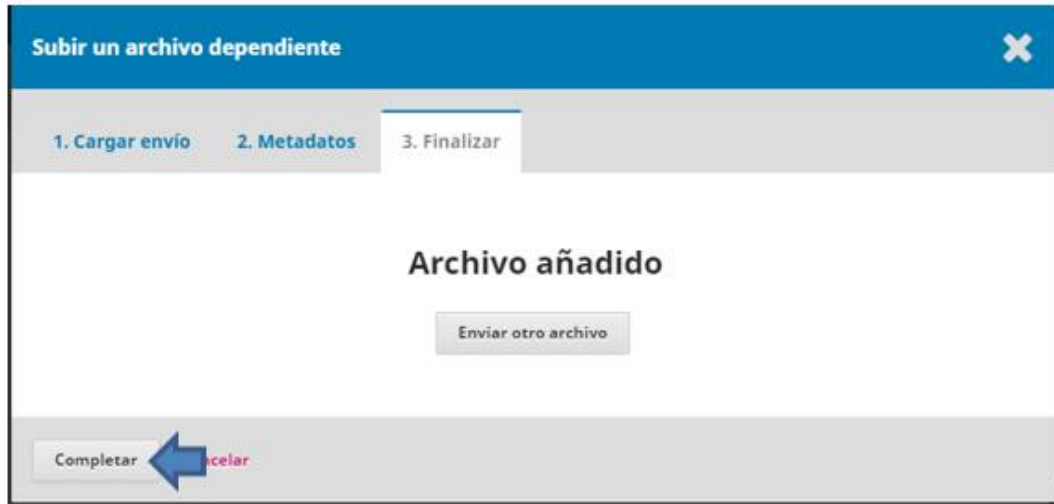 Subir un archivo dependiente
1. Cargar envío 2. Metadatos 3. Finalizar
Archivo añadido
Enviar otro archivo
Completar